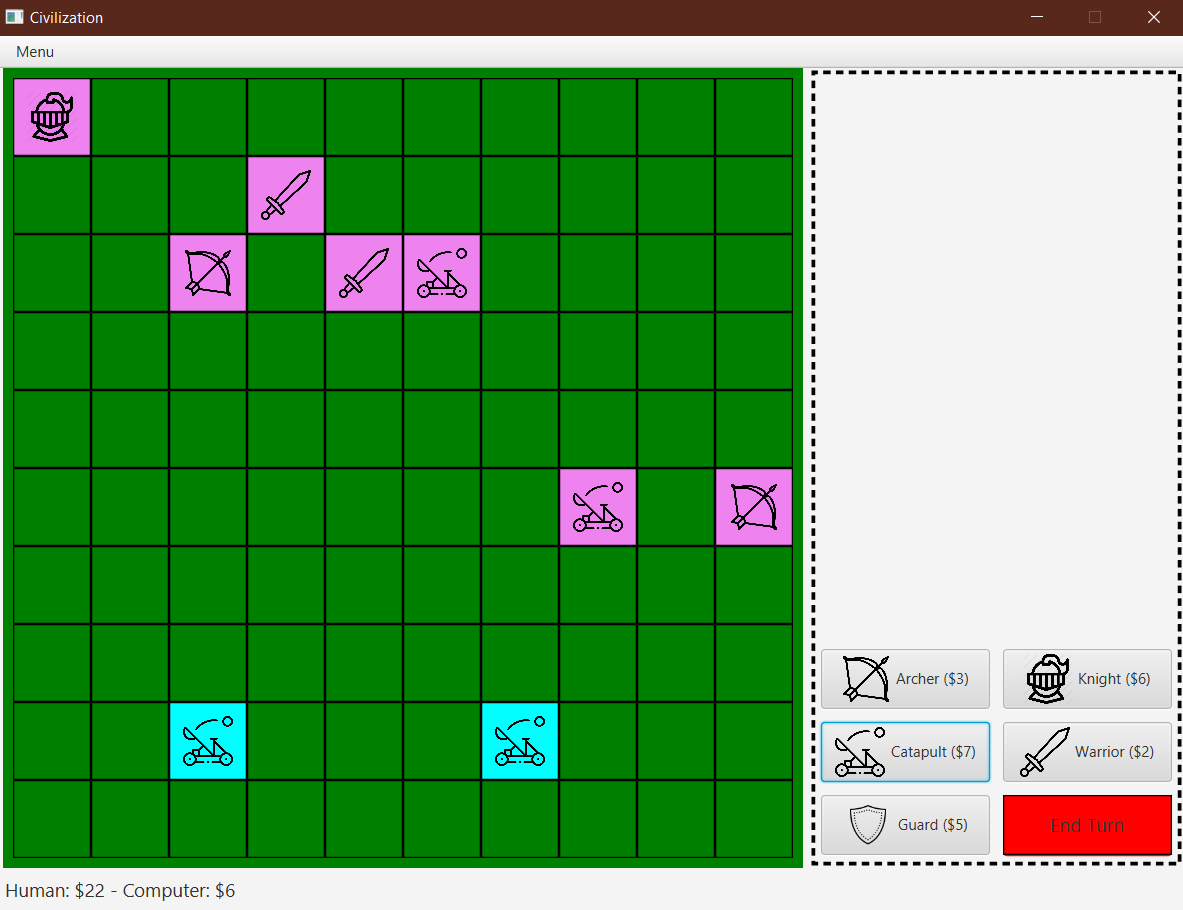 Civilization
Menu
Archer ($3)
Knight ($6)
Catapult ($7)
Warrior ($2)
Guard ($5)
End Turn
Human: $22 - Computer: $6